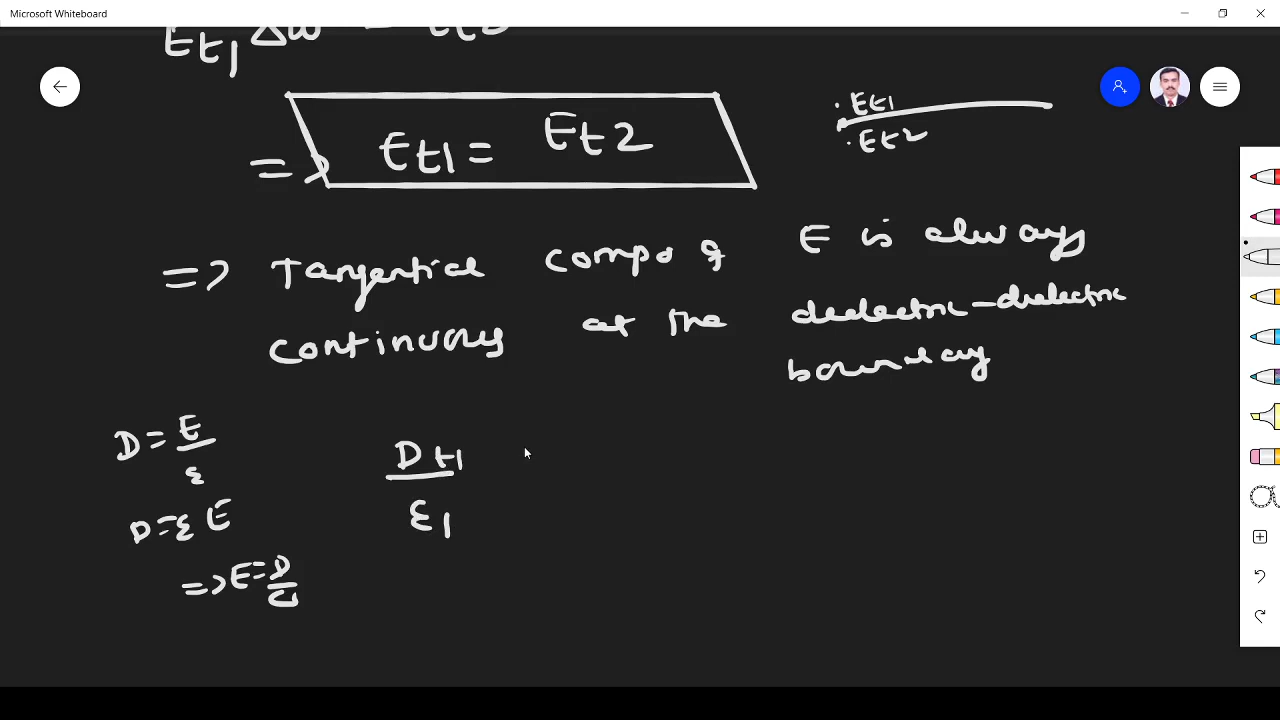 Microsoft Whiteboard
Et1 Δw =
=> Et1 = Et2
Et1
Et2
=> Tangential compo of E is always
continuous at the dielectric-dielectric
boundary
D = E/ε
D = ε E
=> E = D/ε
Dt1/ε1